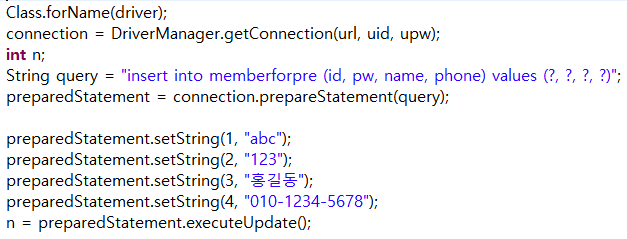 Class.forName(driver);
connection = DriverManager.getConnection(url, uid, upw);
int n;
String query = "insert into memberforpre (id, pw, name, phone) values (?, ?, ?, ?)";
preparedStatement = connection.prepareStatement(query);
preparedStatement.setString(1, "abc");
preparedStatement.setString(2, "123");
preparedStatement.setString(3, "홍길동");
preparedStatement.setString(4, "010-1234-5678");
n = preparedStatement.executeUpdate();